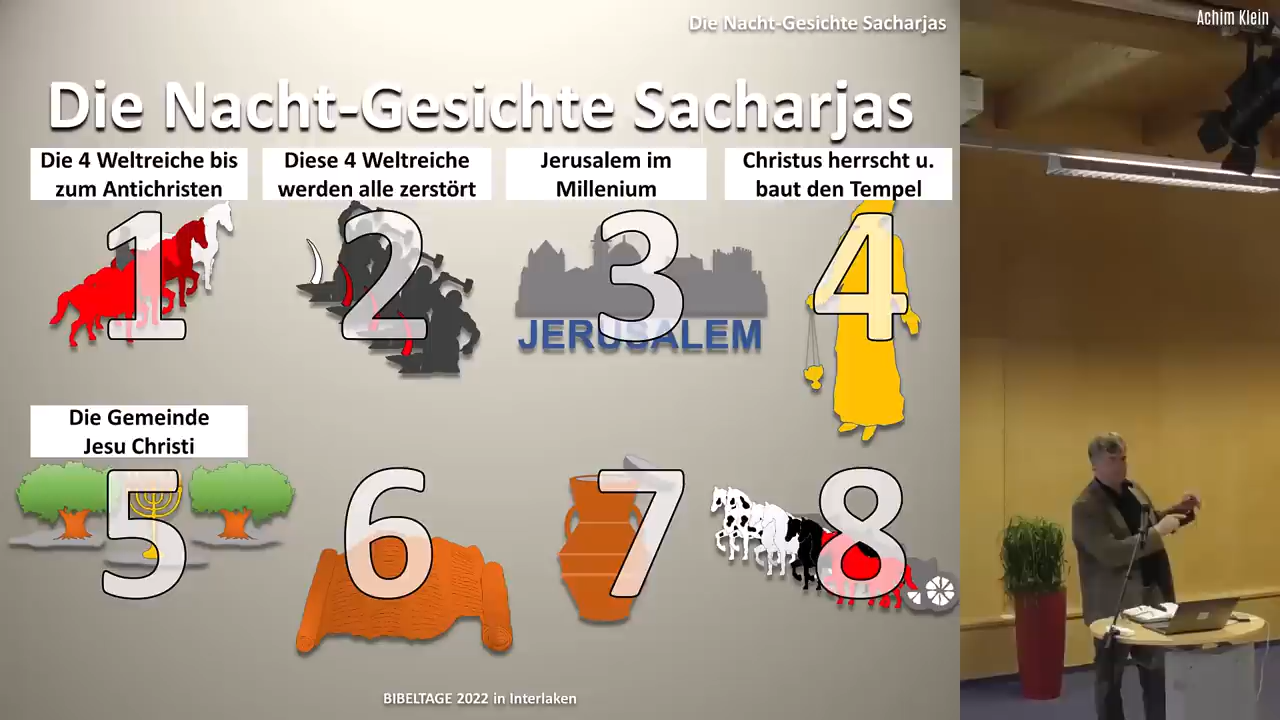 Die Nacht-Gesichte Sacharjas
Achim Klein
Die Nacht-Gesichte Sacharjas
Die 4 Weltreiche bis
zum Antichristen
Diese 4 Weltreiche
werden alle zerstört
Jerusalem im
Millenium
Christus herrscht u.
baut den Tempel
1
2
3
4
JERUSALEM
Die Gemeinde
Jesu Christi
5
6
7
8
BIBELTAGE 2022 in Interlaken